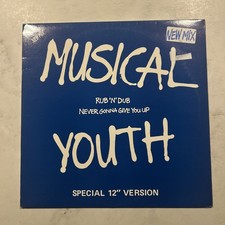 NEW MIX
MUSICAL
RUB 'N' DUB
NEVER GONNA GIVE YOU UP
YOUTH
SPECIAL 12" VERSION